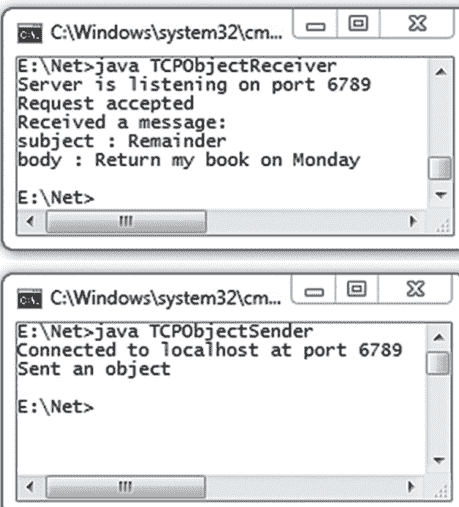 C:\Windows\system32\cm...
E:\Net>java TCPObjectReceiver
Server is listening on port 6789
Request accepted
Received a message:
subject : Remainder
body : Return my book on Monday
E:\Net>
C:\Windows\system32\cm...
E:\Net>java TCPObjectSender
Connected to localhost at port 6789
Sent an object
E:\Net>